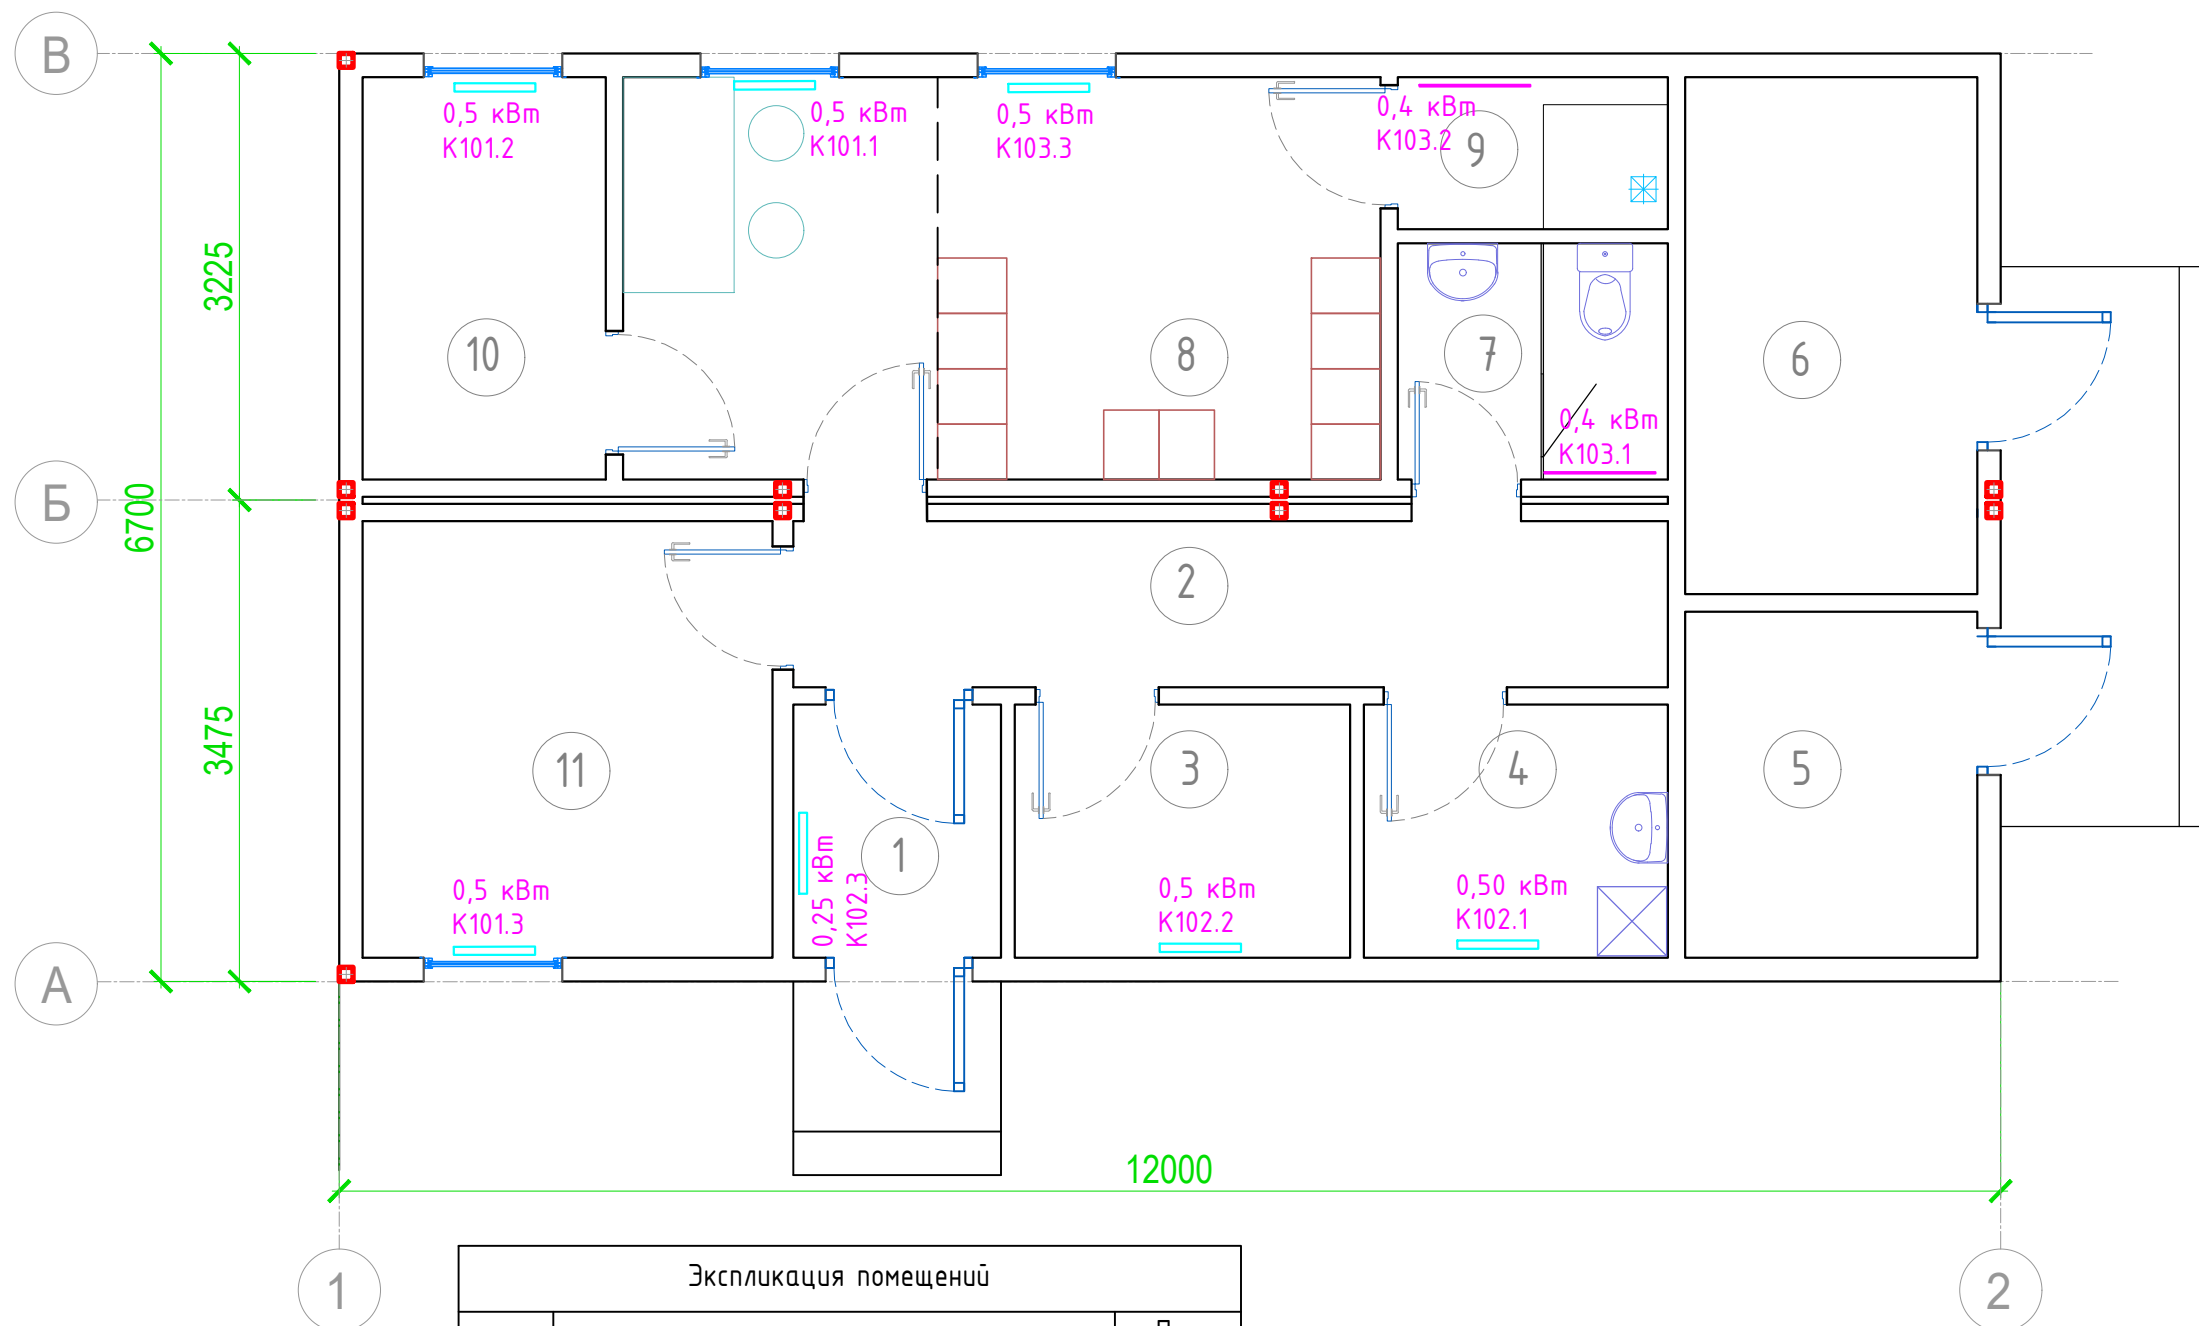 В
0,5 кВт
К101.2
0,5 кВт
К101.1
0,5 кВт
К103.3
0,4 кВт
К103.2
9
3225
10
8
7
6
0,4 кВт
К103.1
Б
6700
2
3475
11
3
4
5
1
0,25 кВт
К102.3
0,5 кВт
К101.3
0,5 кВт
К102.2
0,50 кВт
К102.1
А
12000
Экспликация помещений
1
2